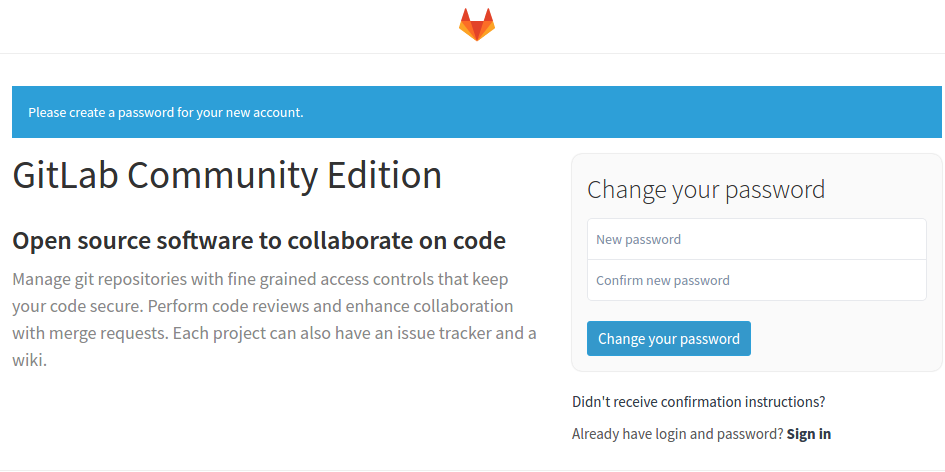 Please create a password for your new account.
GitLab Community Edition
Open source software to collaborate on code
Manage git repositories with fine grained access controls that keep
your code secure. Perform code reviews and enhance collaboration
with merge requests. Each project can also have an issue tracker and a
wiki.
Change your password
New password
Confirm new password
Change your password
Didn't receive confirmation instructions?
Already have login and password? Sign in